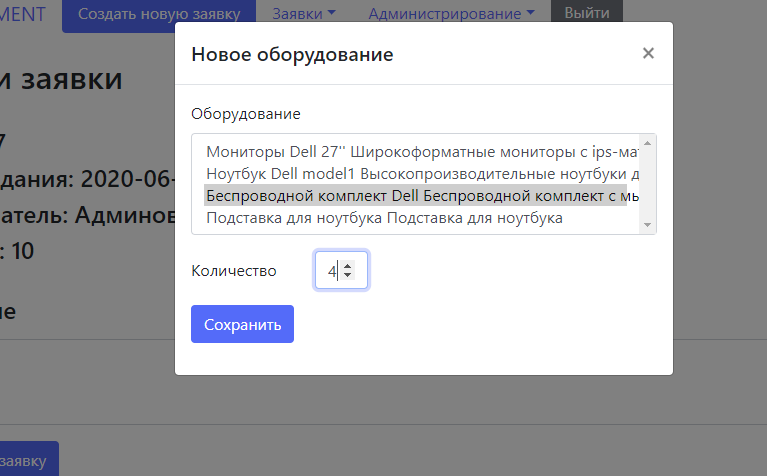 MENT Создать новую заявку Заявки Администрирование Выйти
Новое оборудование ×
и заявки
Оборудование
7
Мониторы Dell 27'' Широкоформатные мониторы с ips-мат
Ноутбук Dell model1 Высокопроизводительные ноутбуки д
дания: 2020-06-
Беспроводной комплект Dell Беспроводной комплект с мы
атель: Админов
Подставка для ноутбука Подставка для ноутбука
: 10
Количество 4
ие
Сохранить
заявку